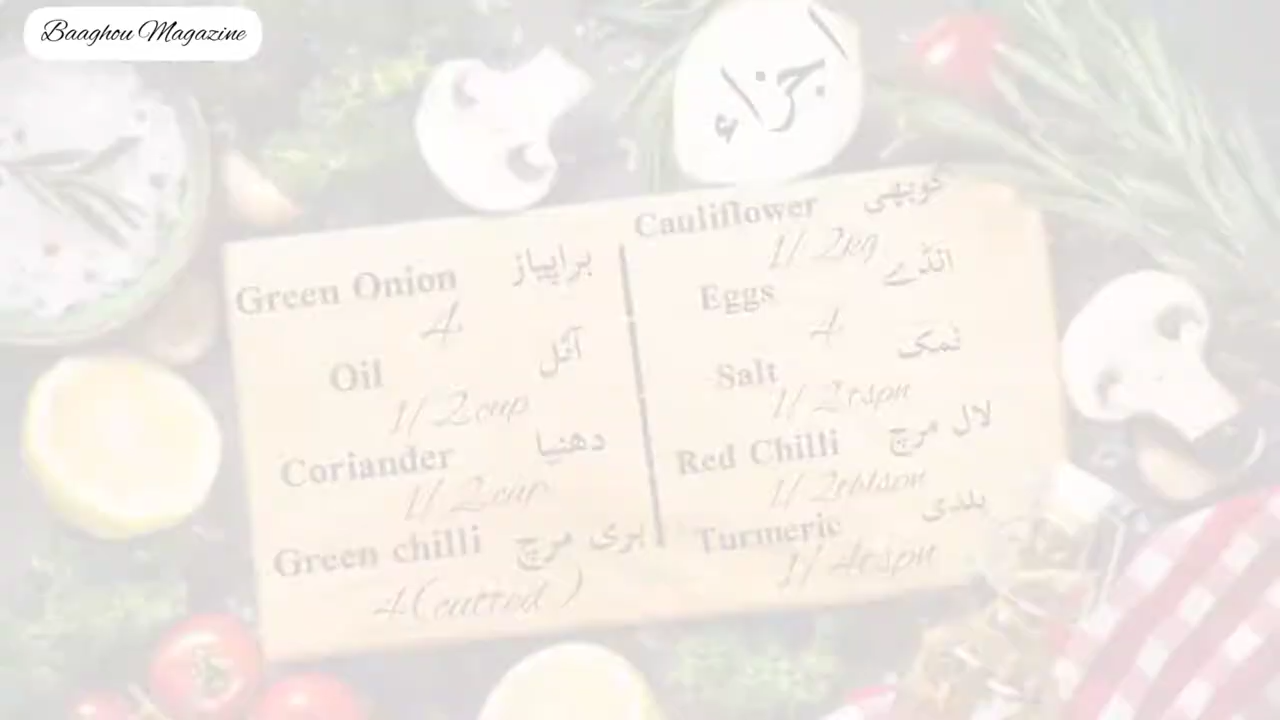 Baaghou Magazine
اجزاء
Green Onion ہراپیاز
4
Oil آئل
1/2cup
Coriander دھنیا
1/2cup
Green chilli ہری مرچ
4(cutted)
Cauliflower گوبھی
1/2kg
Eggs انڈے
4
Salt نمک
1/2tspn
Red Chilli لال مرچ
1/2tblspn
Turmeric ہلدی
1/4tspn